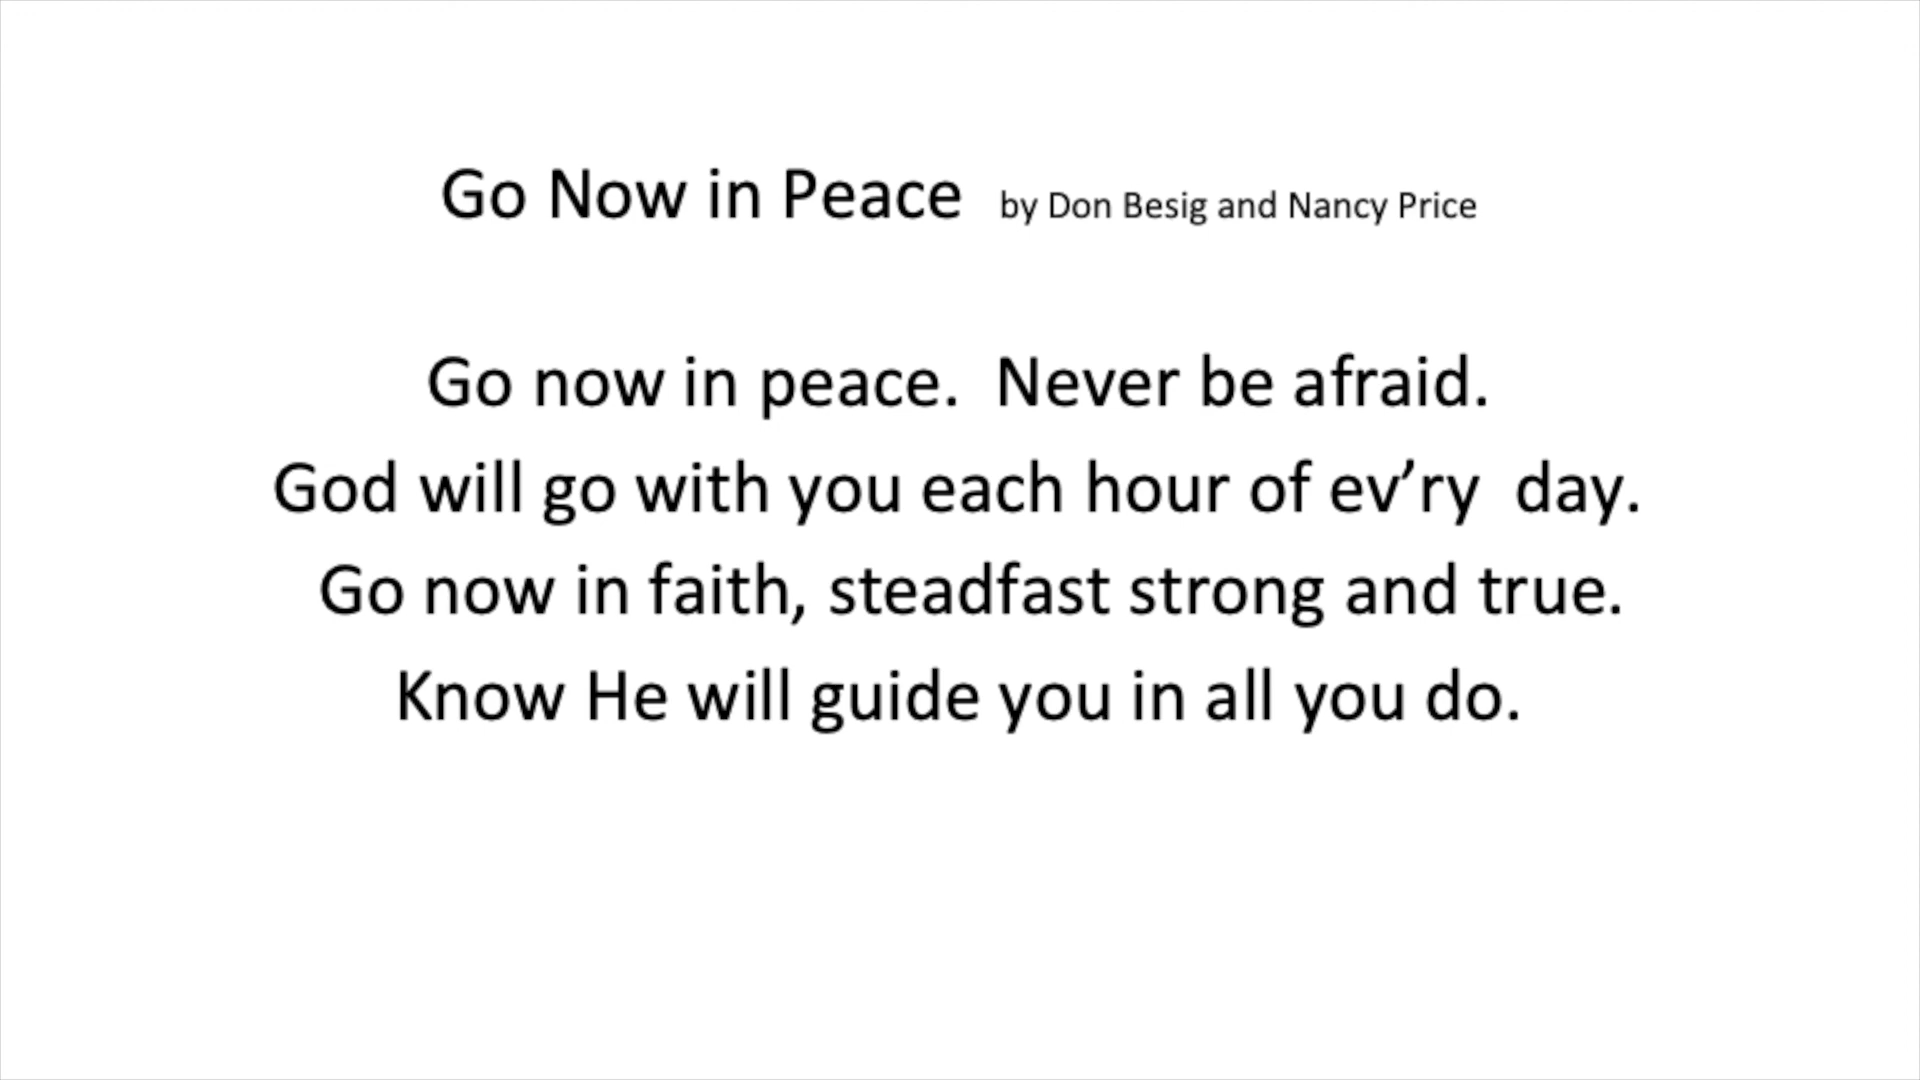 Go Now in Peace by Don Besig and Nancy Price
Go now in peace. Never be afraid.
God will go with you each hour of ev’ry day.
Go now in faith, steadfast strong and true.
Know He will guide you in all you do.